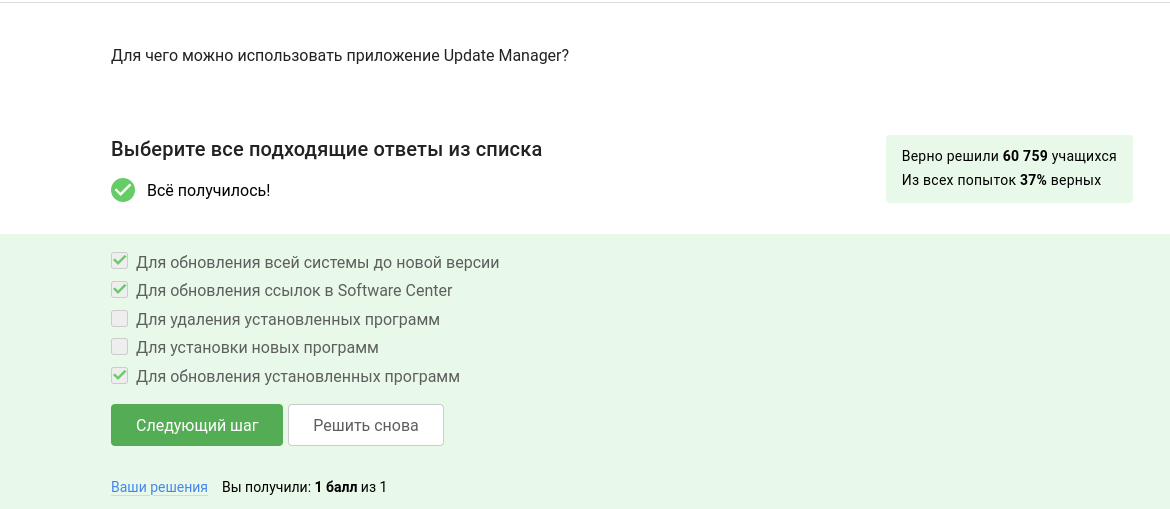 Для чего можно использовать приложение Update Manager?
Выберите все подходящие ответы из списка
Верно решили 60 759 учащихся
Из всех попыток 37% верных
Всё получилось!
Для обновления всей системы до новой версии
Для обновления ссылок в Software Center
Для удаления установленных программ
Для установки новых программ
Для обновления установленных программ
Следующий шаг
Решить снова
Ваши решения Вы получили: 1 балл из 1